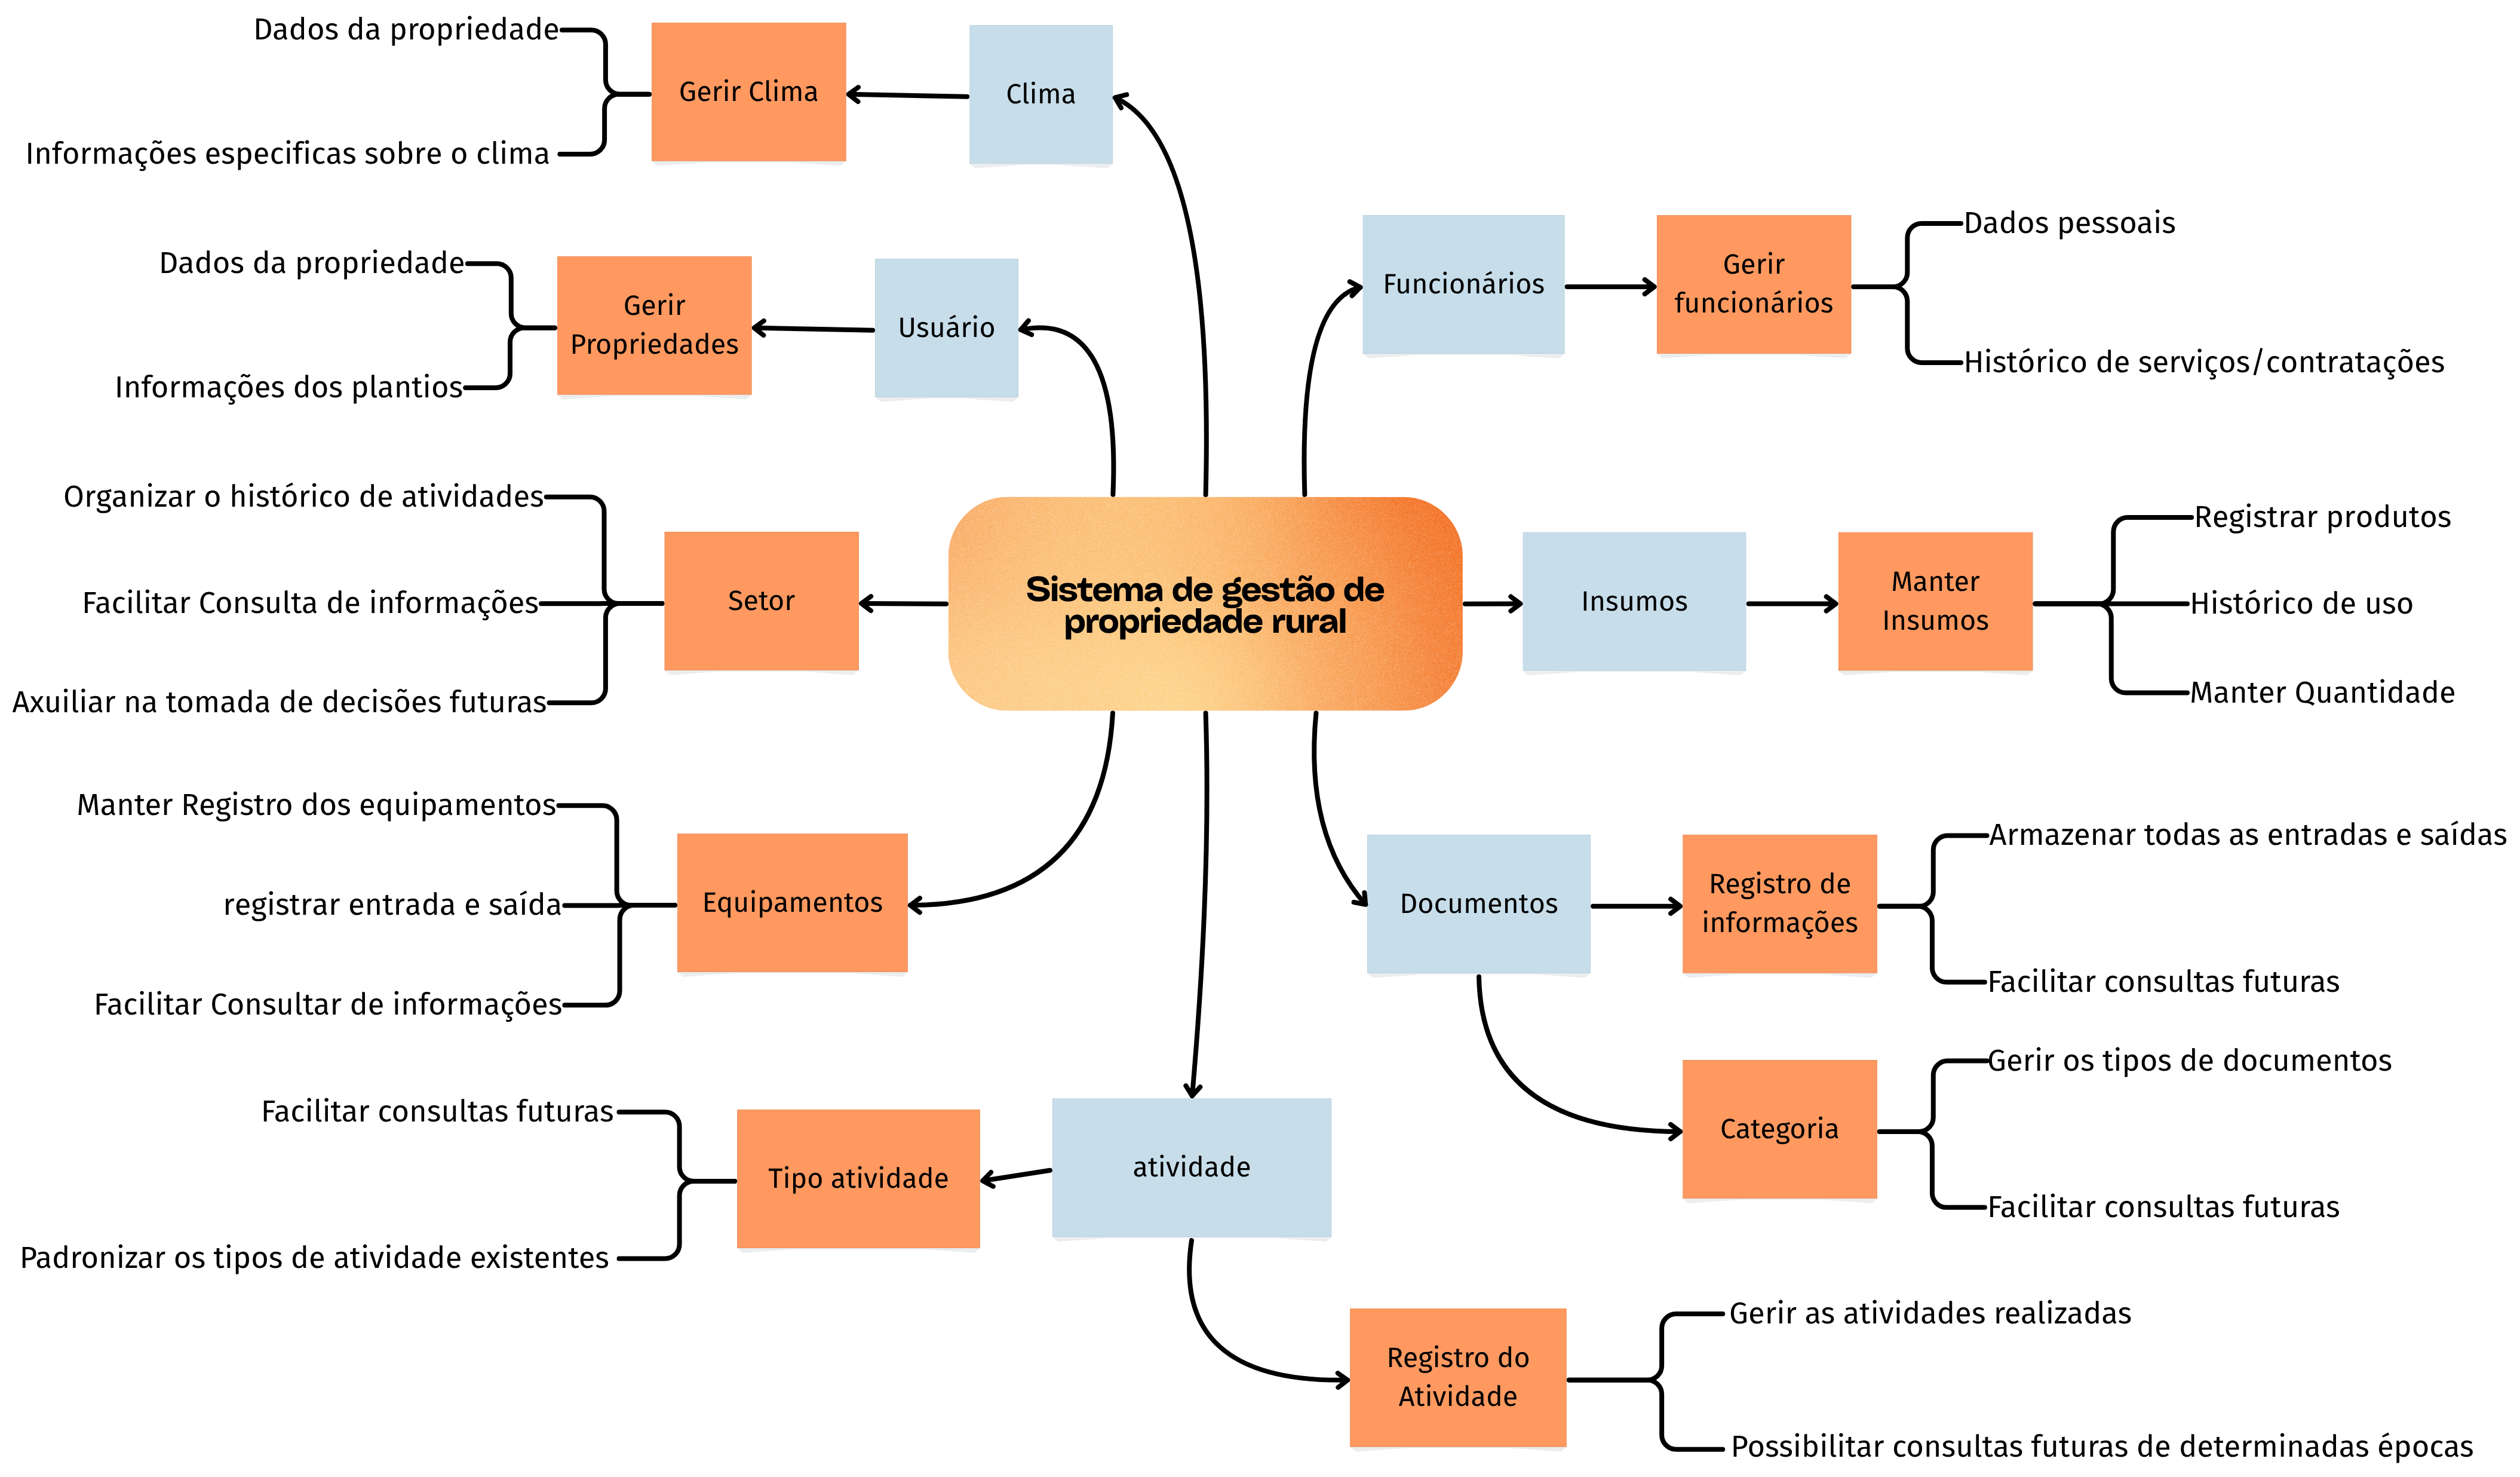 Dados da propriedade
Gerir Clima
Clima
Informações especificas sobre o clima
Dados da propriedade
Gerir
Propriedades
Usuário
Informações dos plantios
Funcionários
Gerir
funcionários
Dados pessoais
Histórico de serviços/contratações
Organizar o histórico de atividades
Facilitar Consulta de informações
Axuiliar na tomada de decisões futuras
Setor
Sistema de gestão de
propriedade rural
Insumos
Manter
Insumos
Registrar produtos
Histórico de uso
Manter Quantidade
Manter Registro dos equipamentos
registrar entrada e saída
Facilitar Consultar de informações
Equipamentos
Documentos
Registro de
informações
Armazenar todas as entradas e saídas
Facilitar consultas futuras
Categoria
Gerir os tipos de documentos
Facilitar consultas futuras
Facilitar consultas futuras
Padronizar os tipos de atividade existentes
Tipo atividade
atividade
Registro do
Atividade
Gerir as atividades realizadas
Possibilitar consultas futuras de determinadas épocas